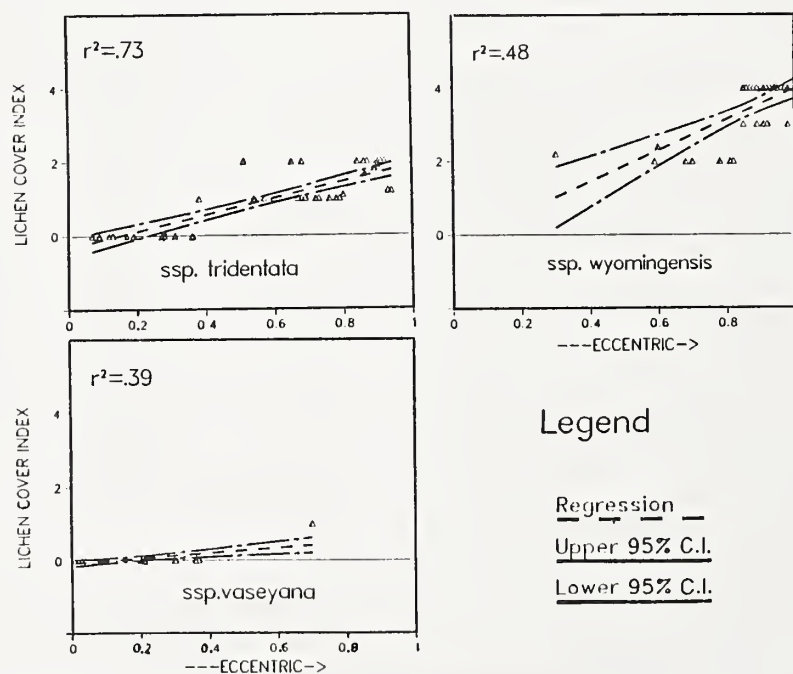 r²=.73
LICHEN COVER INDEX
4
2
0
ssp. tridentata
0 0.2 0.4 0.6 0.8 1
r²=.48
4
2
0
ssp. wyomingensis
0 0.2 0.4 0.6 0.8
---ECCENTRIC->
r²=.39
LICHEN COVER INDEX
4
2
0
ssp.vaseyana
0 0.2 0.4 0.6 0.8 1
---ECCENTRIC->
Legend
Regression
Upper 95% C.I.
Lower 95% C.I.